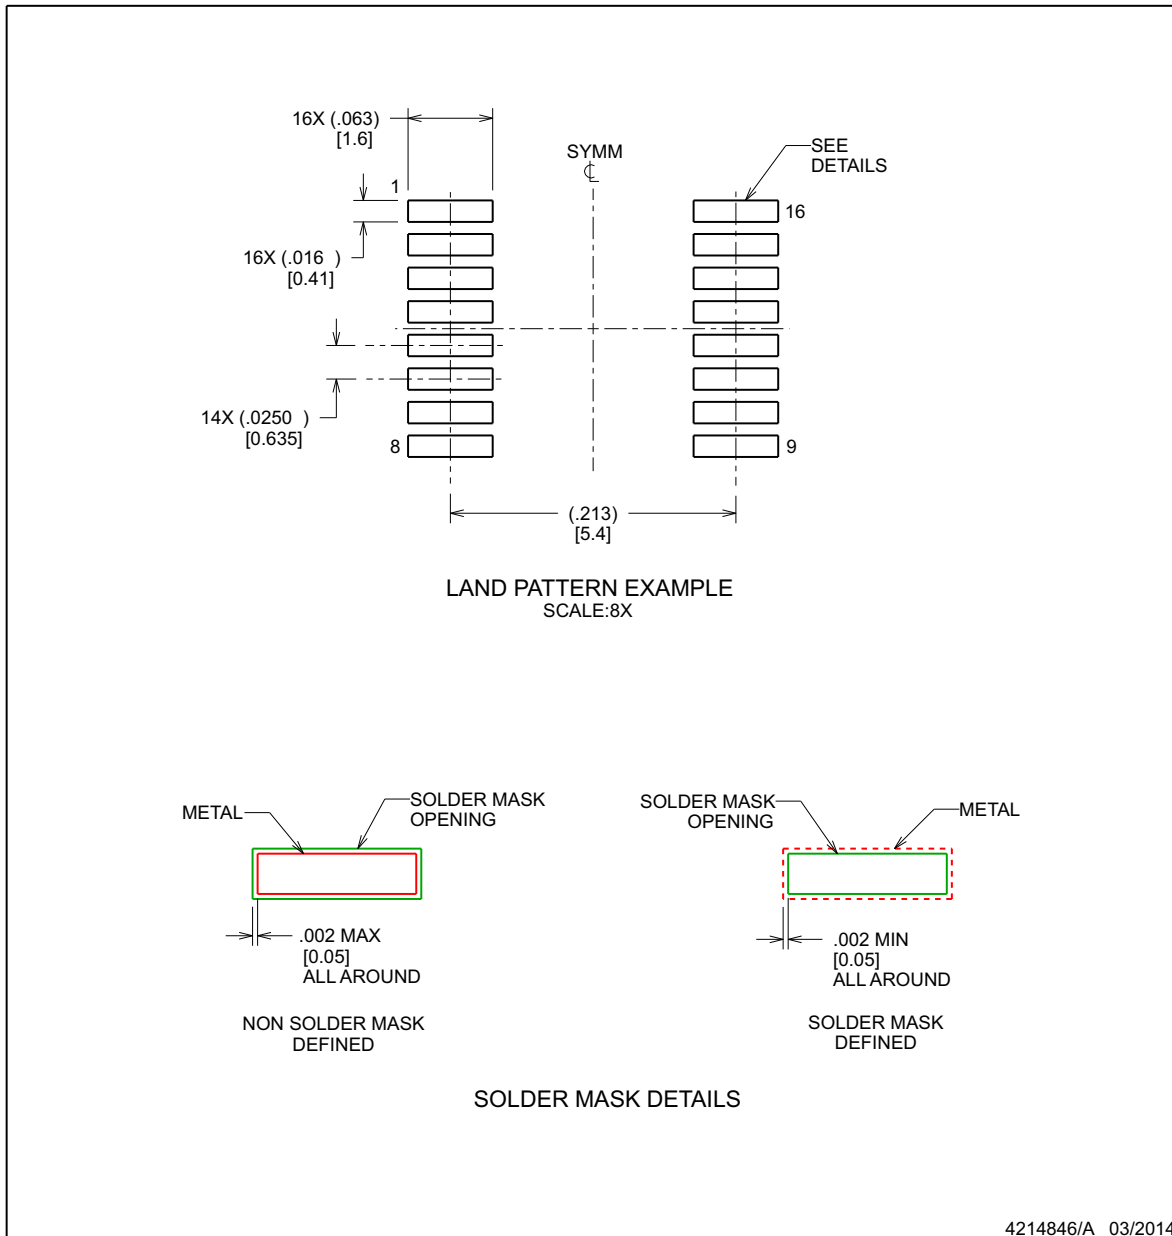 16X (.063)
[1.6]
SYMM
SEE
DETAILS
1
16
16X (.016 )
[0.41]
14X (.0250 )
[0.635]
8
9
(.213)
[5.4]
LAND PATTERN EXAMPLE
SCALE:8X
METAL
SOLDER MASK
OPENING
.002 MAX
[0.05]
ALL AROUND
NON SOLDER MASK
DEFINED
SOLDER MASK
OPENING
METAL
.002 MIN
[0.05]
ALL AROUND
SOLDER MASK
DEFINED
SOLDER MASK DETAILS
4214846/A 03/2014